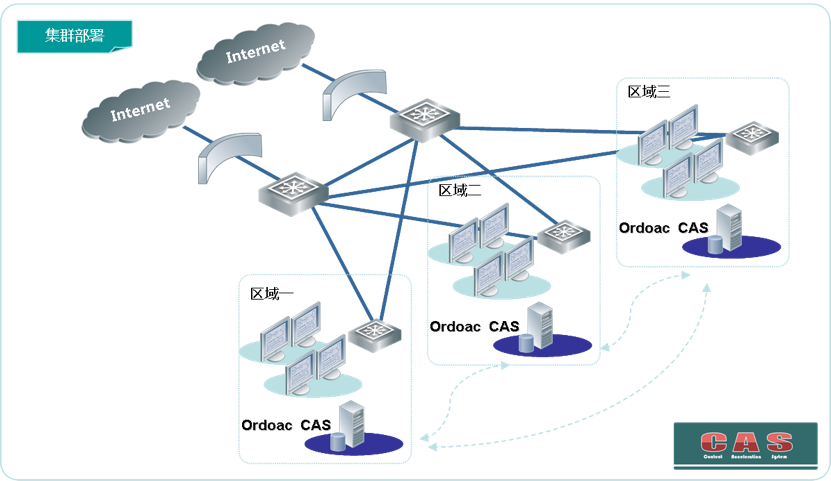 集群部署
Internet
Internet
区域三
区域二
Ordoac CAS
区域一
Ordoac CAS
Ordoac CAS
CAS
Content Acceleration System